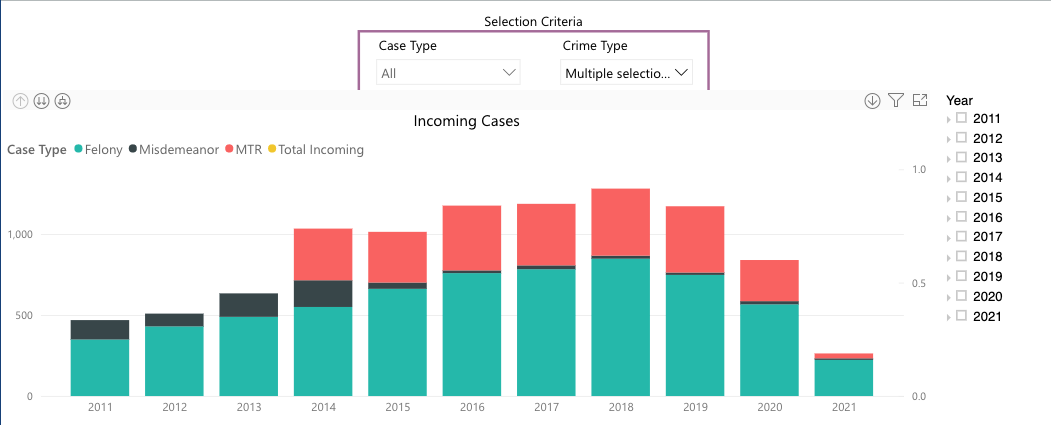 Selection Criteria
Case Type Crime Type
All Multiple selectio...
Incoming Cases
Case Type Felony Misdemeanor MTR Total Incoming
1,000
500
0
1.0
0.5
0.0
2011 2012 2013 2014 2015 2016 2017 2018 2019 2020 2021
Year
2011
2012
2013
2014
2015
2016
2017
2018
2019
2020
2021